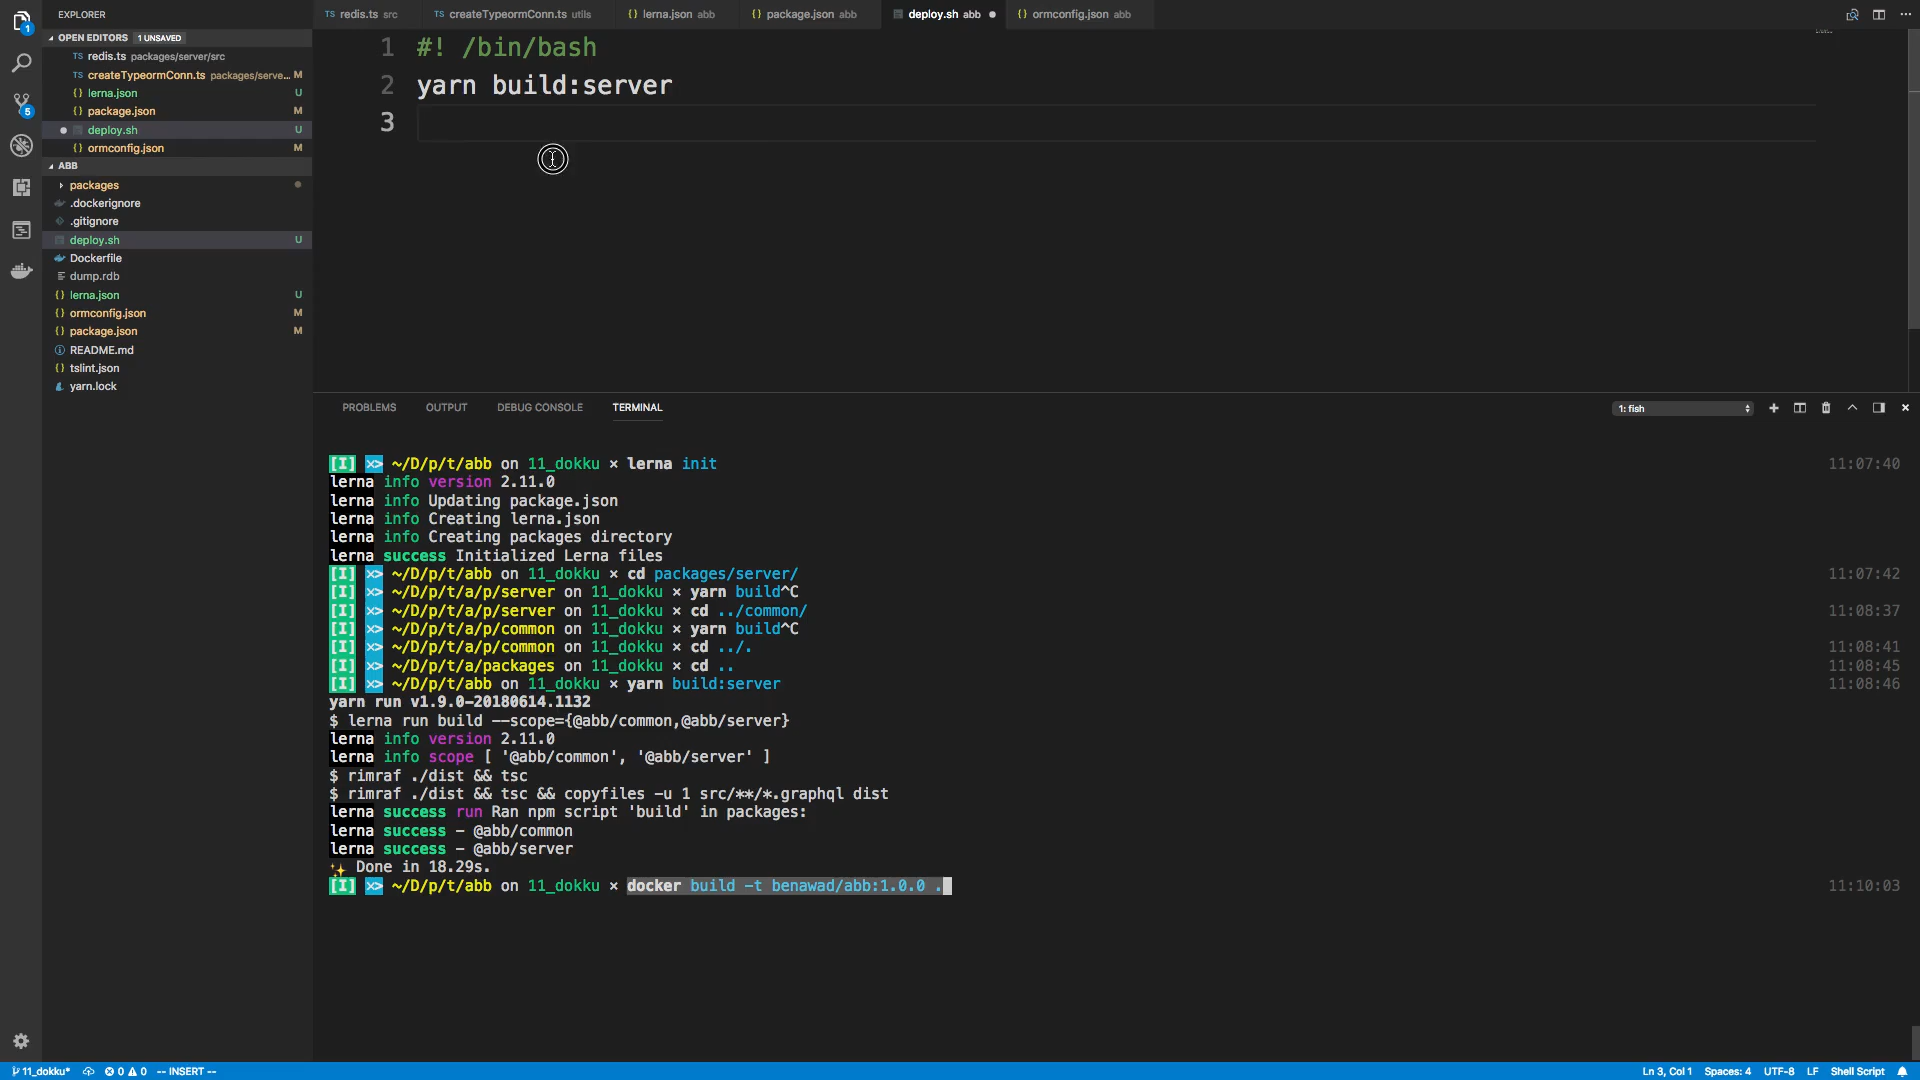 EXPLORER
OPEN EDITORS 1 UNSAVED
TS redis.ts packages/server/src
TS createTypeormConn.ts packages/serve... M
{} lerna.json U
{} package.json M
deploy.sh U
{} ormconfig.json M
ABB
packages
.dockerignore
.gitignore
deploy.sh U
Dockerfile
dump.rdb
{} lerna.json U
{} ormconfig.json M
{} package.json M
README.md
{} tslint.json
yarn.lock
1
5
TS redis.ts src
TS createTypeormConn.ts utils
{} lerna.json abb
{} package.json abb
deploy.sh abb
{} ormconfig.json abb
1 #! /bin/bash
2 yarn build:server
3
PROBLEMS OUTPUT DEBUG CONSOLE TERMINAL
1: fish
[I] >> ~/D/p/t/abb on 11_dokku × lerna init 11:07:40
lerna info version 2.11.0
lerna info Updating package.json
lerna info Creating lerna.json
lerna info Creating packages directory
lerna success Initialized Lerna files
[I] >> ~/D/p/t/abb on 11_dokku × cd packages/server/ 11:07:42
[I] >> ~/D/p/t/a/p/server on 11_dokku × yarn build^C
[I] >> ~/D/p/t/a/p/server on 11_dokku × cd ../common/ 11:08:37
[I] >> ~/D/p/t/a/p/common on 11_dokku × yarn build^C
[I] >> ~/D/p/t/a/p/common on 11_dokku × cd ../. 11:08:41
[I] >> ~/D/p/t/a/packages on 11_dokku × cd .. 11:08:45
[I] >> ~/D/p/t/abb on 11_dokku × yarn build:server 11:08:46
yarn run v1.9.0-20180614.1132
$ lerna run build --scope={@abb/common,@abb/server}
lerna info version 2.11.0
lerna info scope [ '@abb/common', '@abb/server' ]
$ rimraf ./dist && tsc
$ rimraf ./dist && tsc && copyfiles -u 1 src/**/*.graphql dist
lerna success run Ran npm script 'build' in packages:
lerna success - @abb/common
lerna success - @abb/server
✨ Done in 18.29s.
[I] >> ~/D/p/t/abb on 11_dokku × docker build -t benawad/abb:1.0.0 . 11:10:03
11_dokku* 0 0 -- INSERT -- Ln 3, Col 1 Spaces: 4 UTF-8 LF Shell Script